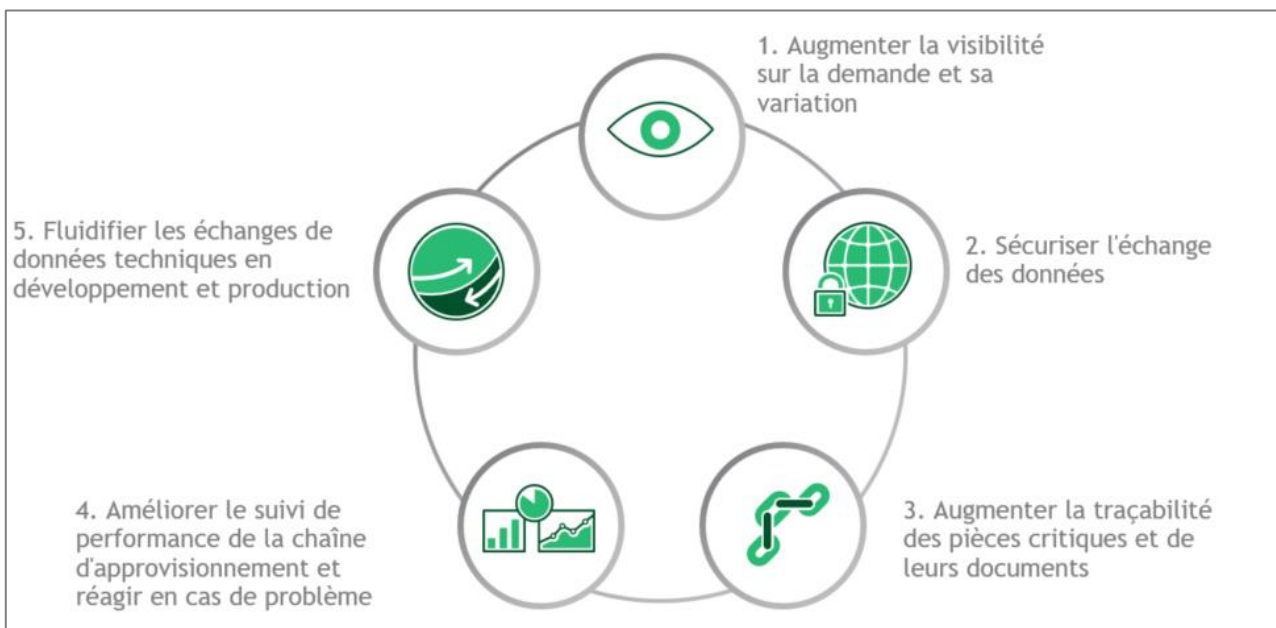 1. Augmenter la visibilité
sur la demande et sa
variation
2. Sécuriser l'échange
des données
3. Augmenter la traçabilité
des pièces critiques et de
leurs documents
4. Améliorer le suivi de
performance de la chaîne
d'approvisionnement et
réagir en cas de problème
5. Fluidifier les échanges de
données techniques en
développement et production